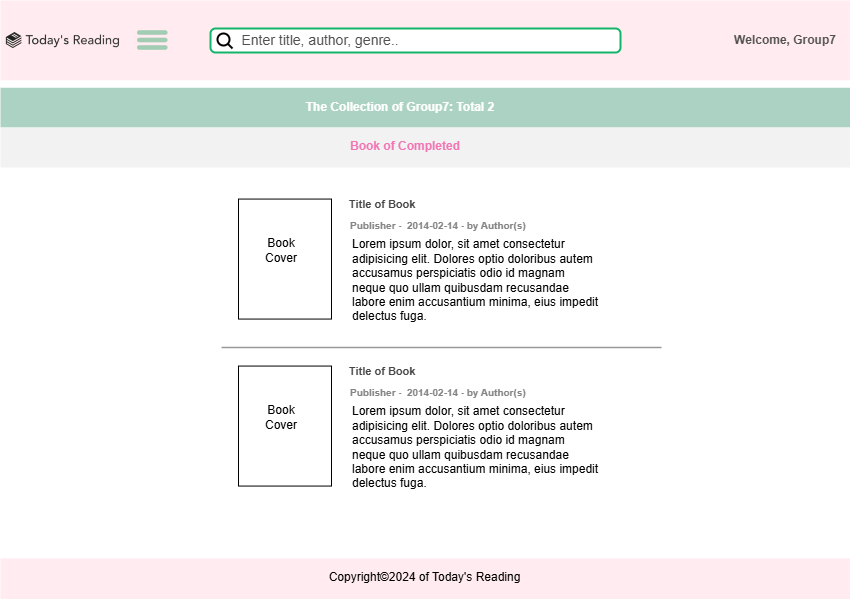 Today's Reading
Enter title, author, genre..
Welcome, Group7
The Collection of Group7: Total 2
Book of Completed
Book
Cover
Title of Book
Publisher - 2014-02-14 - by Author(s)
Lorem ipsum dolor, sit amet consectetur
adipisicing elit. Dolores optio doloribus autem
accusamus perspiciatis odio id magnam
neque quo ullam quibusdam recusandae
labore enim accusantium minima, eius impedit
delectus fuga.
Book
Cover
Title of Book
Publisher - 2014-02-14 - by Author(s)
Lorem ipsum dolor, sit amet consectetur
adipisicing elit. Dolores optio doloribus autem
accusamus perspiciatis odio id magnam
neque quo ullam quibusdam recusandae
labore enim accusantium minima, eius impedit
delectus fuga.
Copyright©2024 of Today's Reading